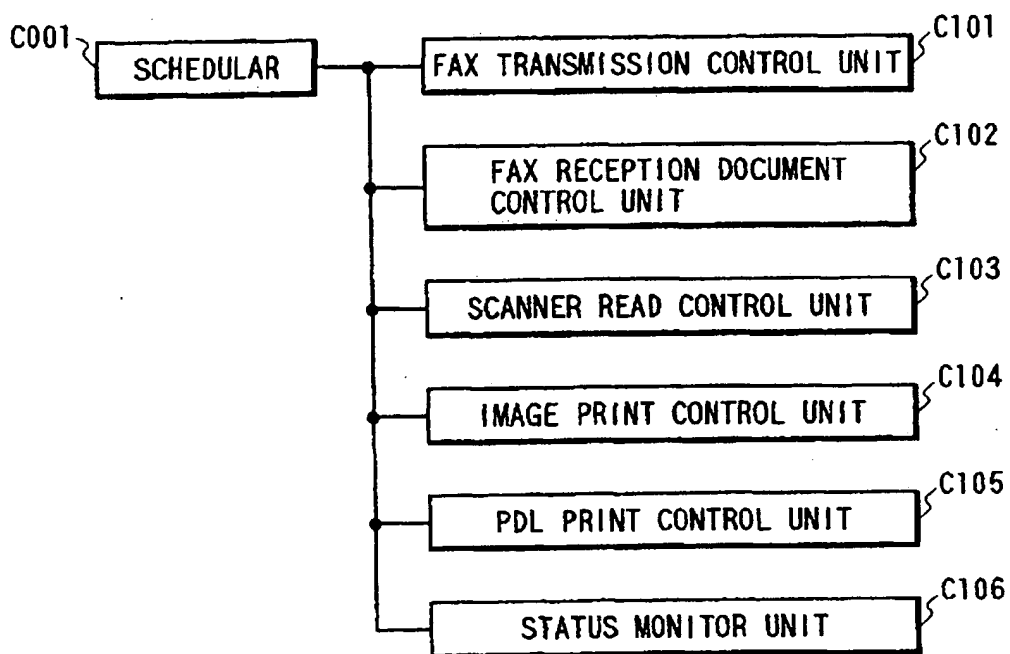 C001
SCHEDULAR
C101
FAX TRANSMISSION CONTROL UNIT
C102
FAX RECEPTION DOCUMENT
CONTROL UNIT
C103
SCANNER READ CONTROL UNIT
C104
IMAGE PRINT CONTROL UNIT
C105
PDL PRINT CONTROL UNIT
C106
STATUS MONITOR UNIT